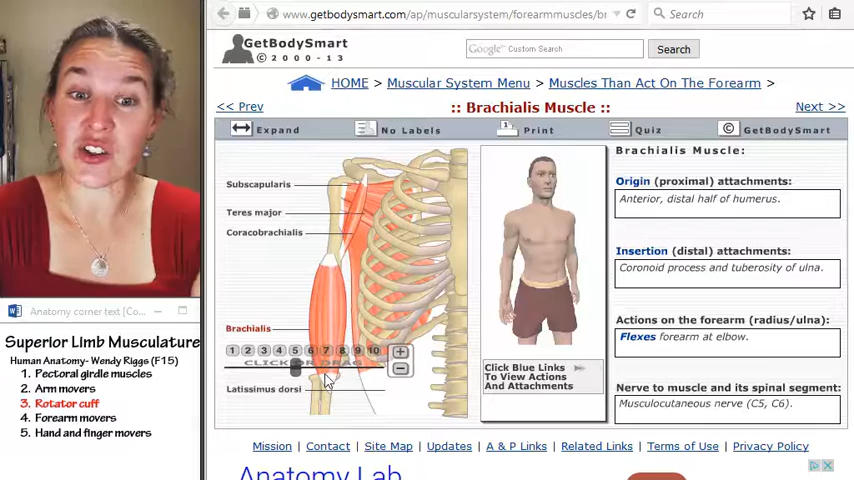 www.getbodysmart.com/ap/muscularsystem/forearmmuscles/br
Search
GetBodySmart
© 2000-13
Google™ Custom Search
Search
HOME > Muscular System Menu > Muscles Than Act On The Forearm >
<< Prev
:: Brachialis Muscle ::
Next >>
Expand
No Labels
Print
Quiz
© GetBodySmart
Subscapularis
Teres major
Coracobrachialis
Brachialis
1 2 3 4 5 6 7 8 9 10
+
−
CLICK OR DRAG
Latissimus dorsi
Click Blue Links
To View Actions
And Attachments
Brachialis Muscle:
Origin (proximal) attachments:
Anterior, distal half of humerus.
Insertion (distal) attachments:
Coronoid process and tuberosity of ulna.
Actions on the forearm (radius/ulna):
Flexes forearm at elbow.
Nerve to muscle and its spinal segment:
Musculocutaneous nerve (C5, C6).
Mission | Contact | Site Map | Updates | A & P Links | Related Links | Terms of Use | Privacy Policy
Anatomy Lab
Anatomy corner text [Co...
Superior Limb Musculature
Human Anatomy- Wendy Riggs (F15)
1. Pectoral girdle muscles
2. Arm movers
3. Rotator cuff
4. Forearm movers
5. Hand and finger movers